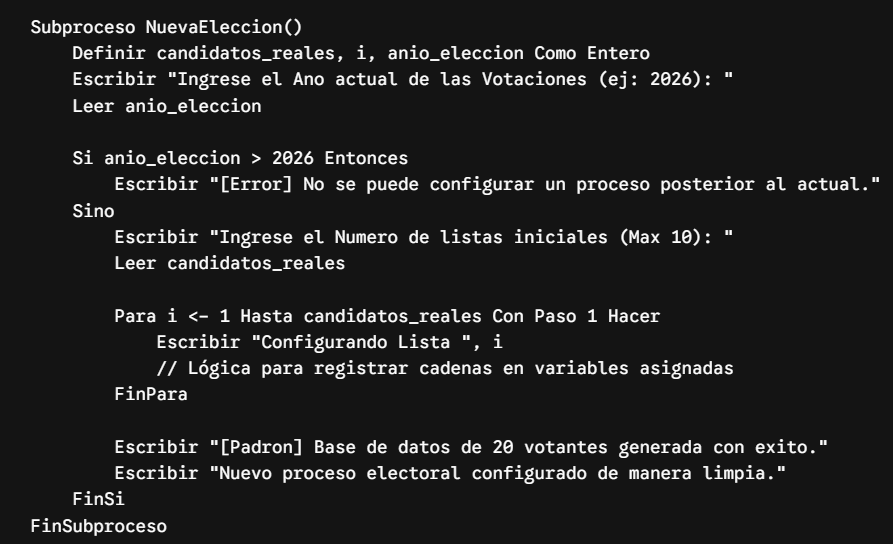 Subproceso NuevaEleccion()
Definir candidatos_reales, i, anio_eleccion Como Entero
Escribir "Ingrese el Ano actual de las Votaciones (ej: 2026): "
Leer anio_eleccion
Si anio_eleccion > 2026 Entonces
Escribir "[Error] No se puede configurar un proceso posterior al actual."
Sino
Escribir "Ingrese el Numero de listas iniciales (Max 10): "
Leer candidatos_reales
Para i <- 1 Hasta candidatos_reales Con Paso 1 Hacer
Escribir "Configurando Lista ", i
// Lógica para registrar cadenas en variables asignadas
FinPara
Escribir "[Padron] Base de datos de 20 votantes generada con exito."
Escribir "Nuevo proceso electoral configurado de manera limpia."
FinSi
FinSubproceso